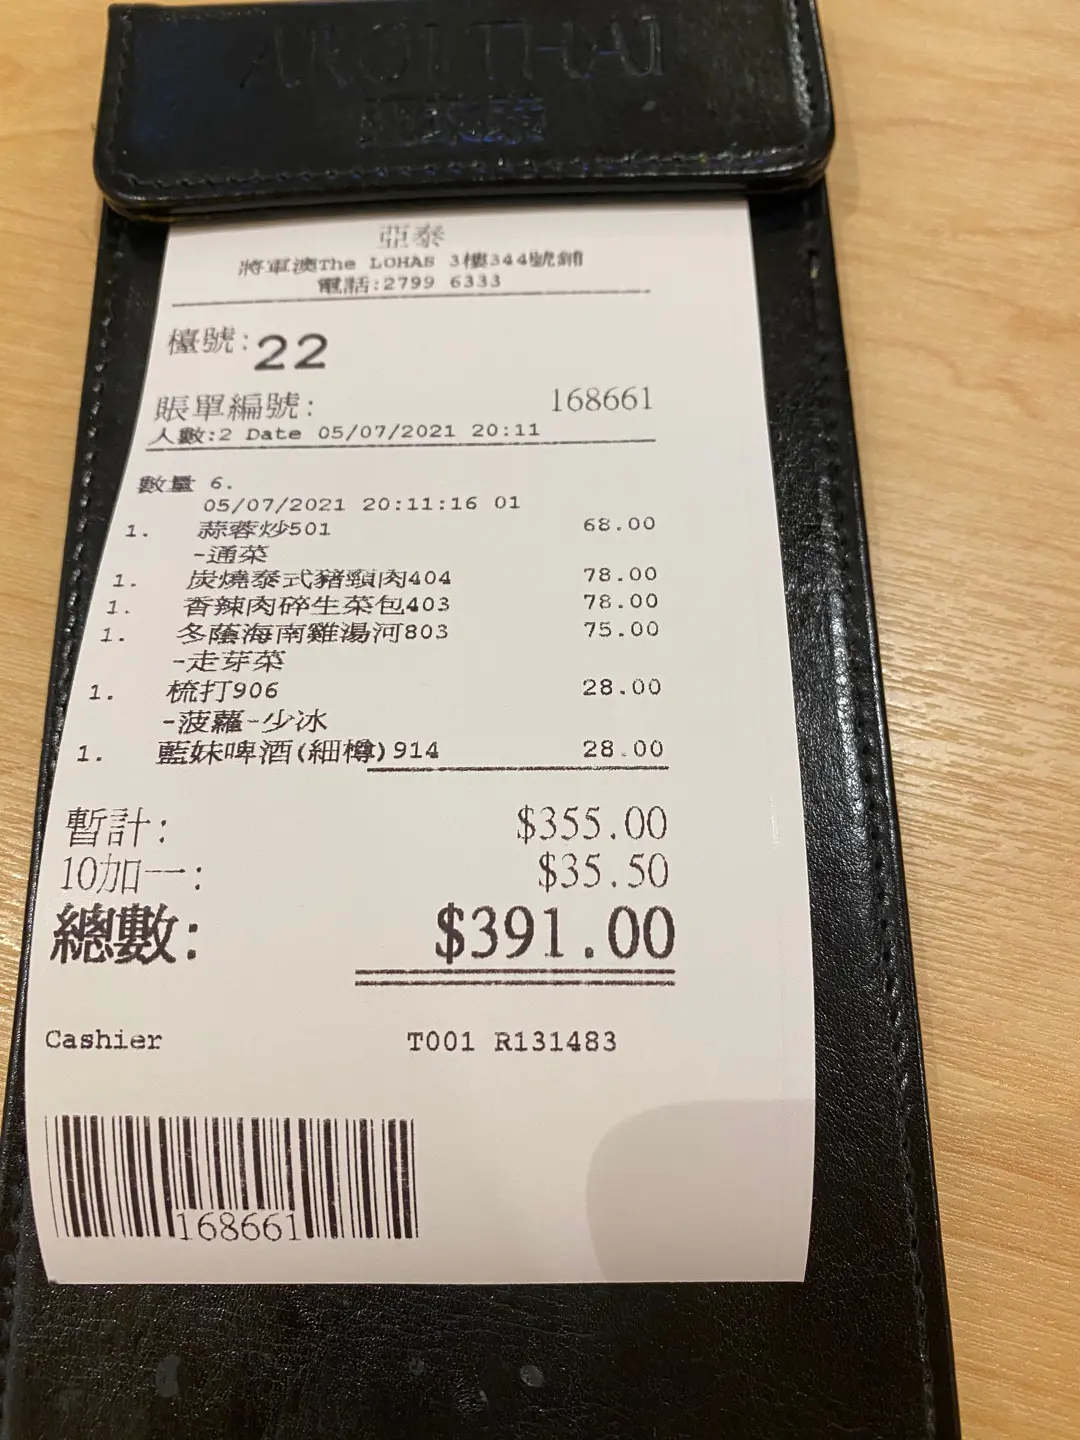 AROI THAI
亞泰
將軍澳The LOHAS 3樓344號鋪
電話:2799 6333
檯號:22
賬單編號: 168661
人數:2 Date 05/07/2021 20:11
數量 6.
05/07/2021 20:11:16 01
1. 蒜蓉炒501 68.00
-通菜
1. 炭燒泰式豬頸肉404 78.00
1. 香辣肉碎生菜包403 78.00
1. 冬蔭海南雞湯河803 75.00
-走芽菜
1. 梳打906 28.00
-菠蘿-少冰
1. 藍妹啤酒(細樽)914 28.00
暫計: $355.00
10加一: $35.50
總數: $391.00
Cashier T001 R131483
168661